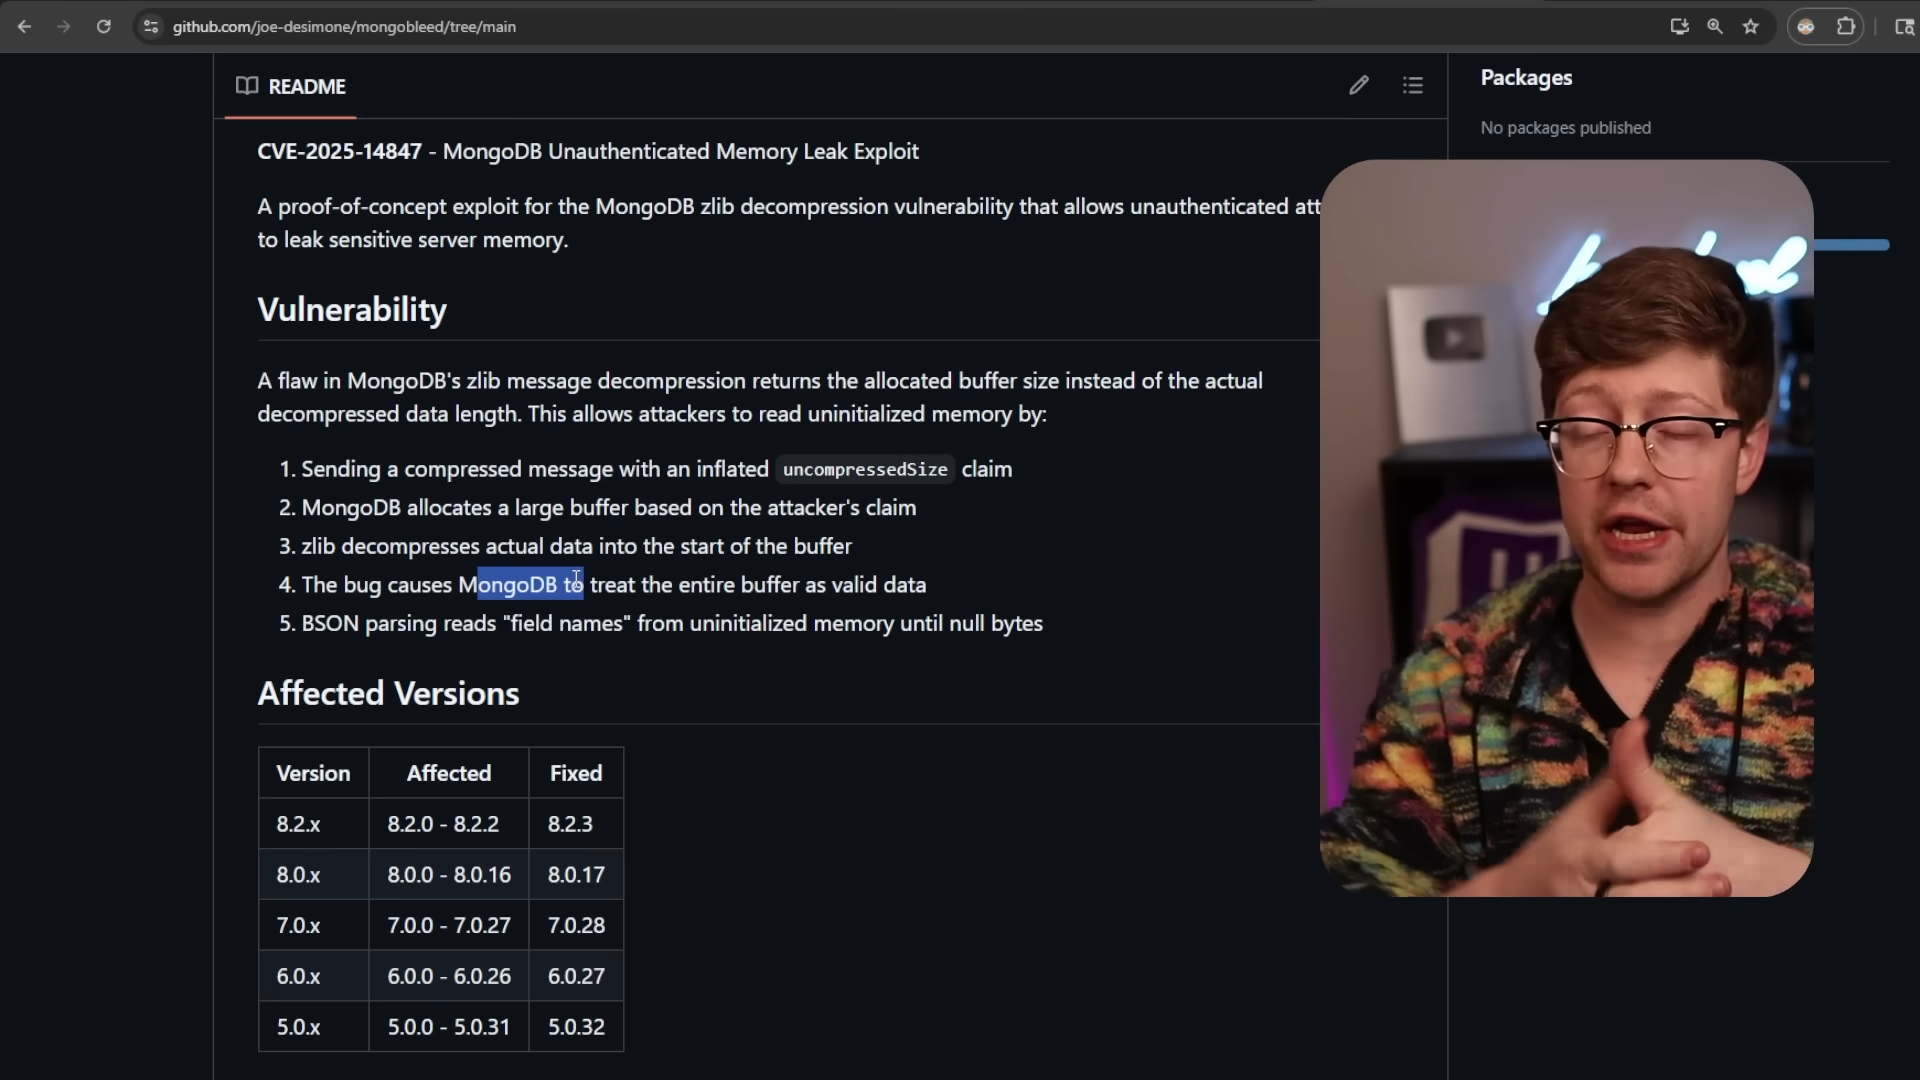 github.com/joe-desimone/mongobleed/tree/main
README
Packages
No packages published
CVE-2025-14847 - MongoDB Unauthenticated Memory Leak Exploit
A proof-of-concept exploit for the MongoDB zlib decompression vulnerability that allows unauthenticated att
to leak sensitive server memory.
Vulnerability
A flaw in MongoDB's zlib message decompression returns the allocated buffer size instead of the actual
decompressed data length. This allows attackers to read uninitialized memory by:
1. Sending a compressed message with an inflated uncompressedSize claim
2. MongoDB allocates a large buffer based on the attacker's claim
3. zlib decompresses actual data into the start of the buffer
4. The bug causes MongoDB to treat the entire buffer as valid data
5. BSON parsing reads "field names" from uninitialized memory until null bytes
Affected Versions
Version Affected Fixed
8.2.x 8.2.0 - 8.2.2 8.2.3
8.0.x 8.0.0 - 8.0.16 8.0.17
7.0.x 7.0.0 - 7.0.27 7.0.28
6.0.x 6.0.0 - 6.0.26 6.0.27
5.0.x 5.0.0 - 5.0.31 5.0.32